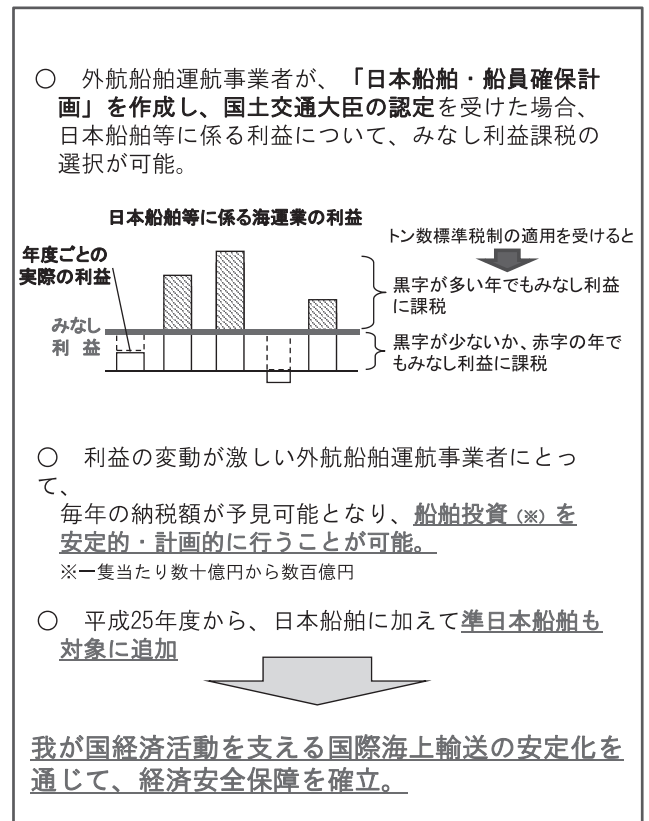 ○　外航船舶運航事業者が、「日本船舶・船員確保計
画」を作成し、国土交通大臣の認定を受けた場合、
日本船舶等に係る利益について、みなし利益課税の
選択が可能。
日本船舶等に係る海運業の利益
年度ごとの
実際の利益
みなし
利　益
トン数標準税制の適用を受けると
黒字が多い年でもみなし利益
に課税
黒字が少ないか、赤字の年で
もみなし利益に課税
○　利益の変動が激しい外航船舶運航事業者にとっ
て、
毎年の納税額が予見可能となり、船舶投資（※）を
安定的・計画的に行うことが可能。
※一隻当たり数十億円から数百億円
○　平成25年度から、日本船舶に加えて準日本船舶も
対象に追加
我が国経済活動を支える国際海上輸送の安定化を
通じて、経済安全保障を確立。